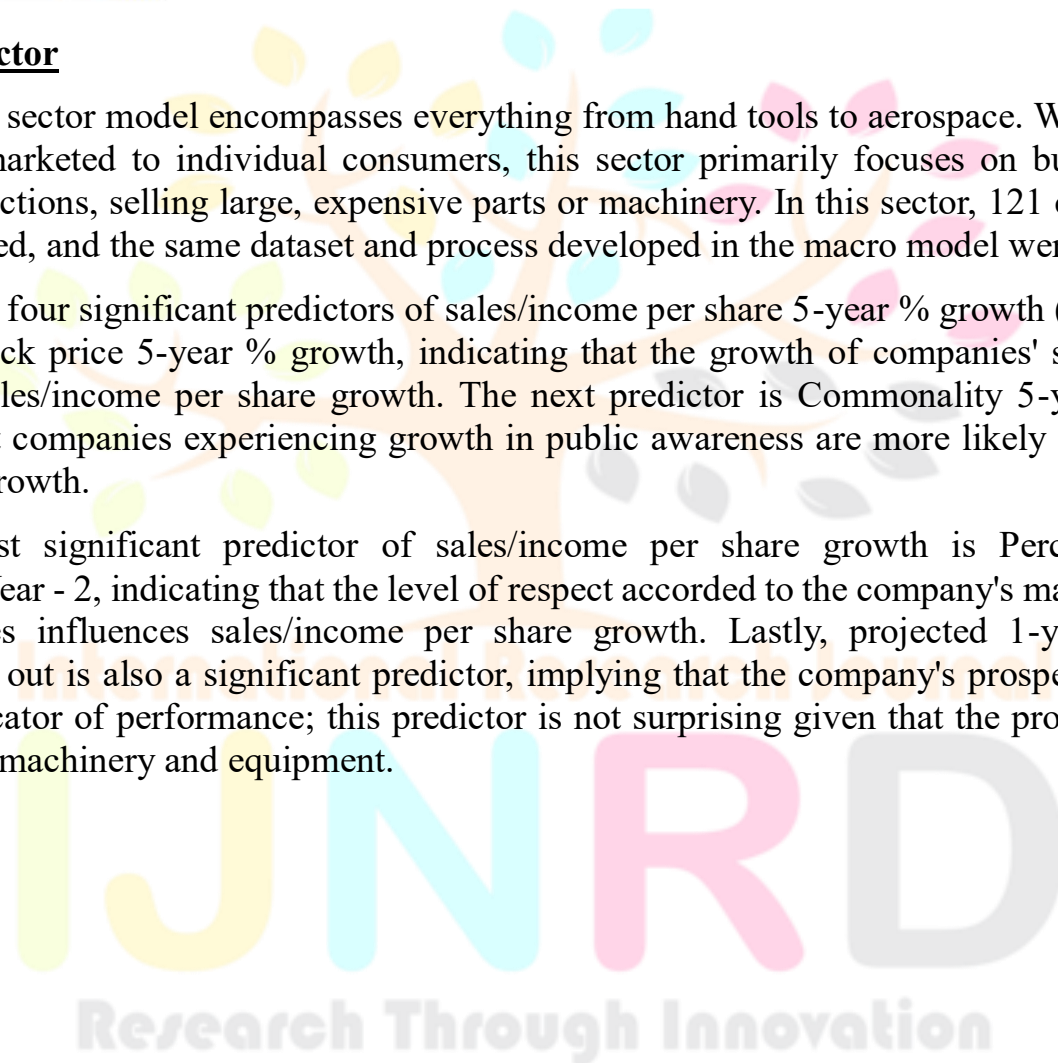 ctor
sector model encompasses everything from hand tools to aerospace. W
arketed to individual consumers, this sector primarily focuses on bu
ctions, selling large, expensive parts or machinery. In this sector, 121
ed, and the same dataset and process developed in the macro model wer
four significant predictors of sales/income per share 5-year % growth (
ck price 5-year % growth, indicating that the growth of companies' s
les/income per share growth. The next predictor is Commonality 5-y
t companies experiencing growth in public awareness are more likely
rowth.
st significant predictor of sales/income per share growth is Perc
Year - 2, indicating that the level of respect accorded to the company's ma
es influences sales/income per share growth. Lastly, projected 1-y
out is also a significant predictor, implying that the company's prospe
cator of performance; this predictor is not surprising given that the pro
machinery and equipment.
International Research Journal
IJNRD
Research Through Innovation